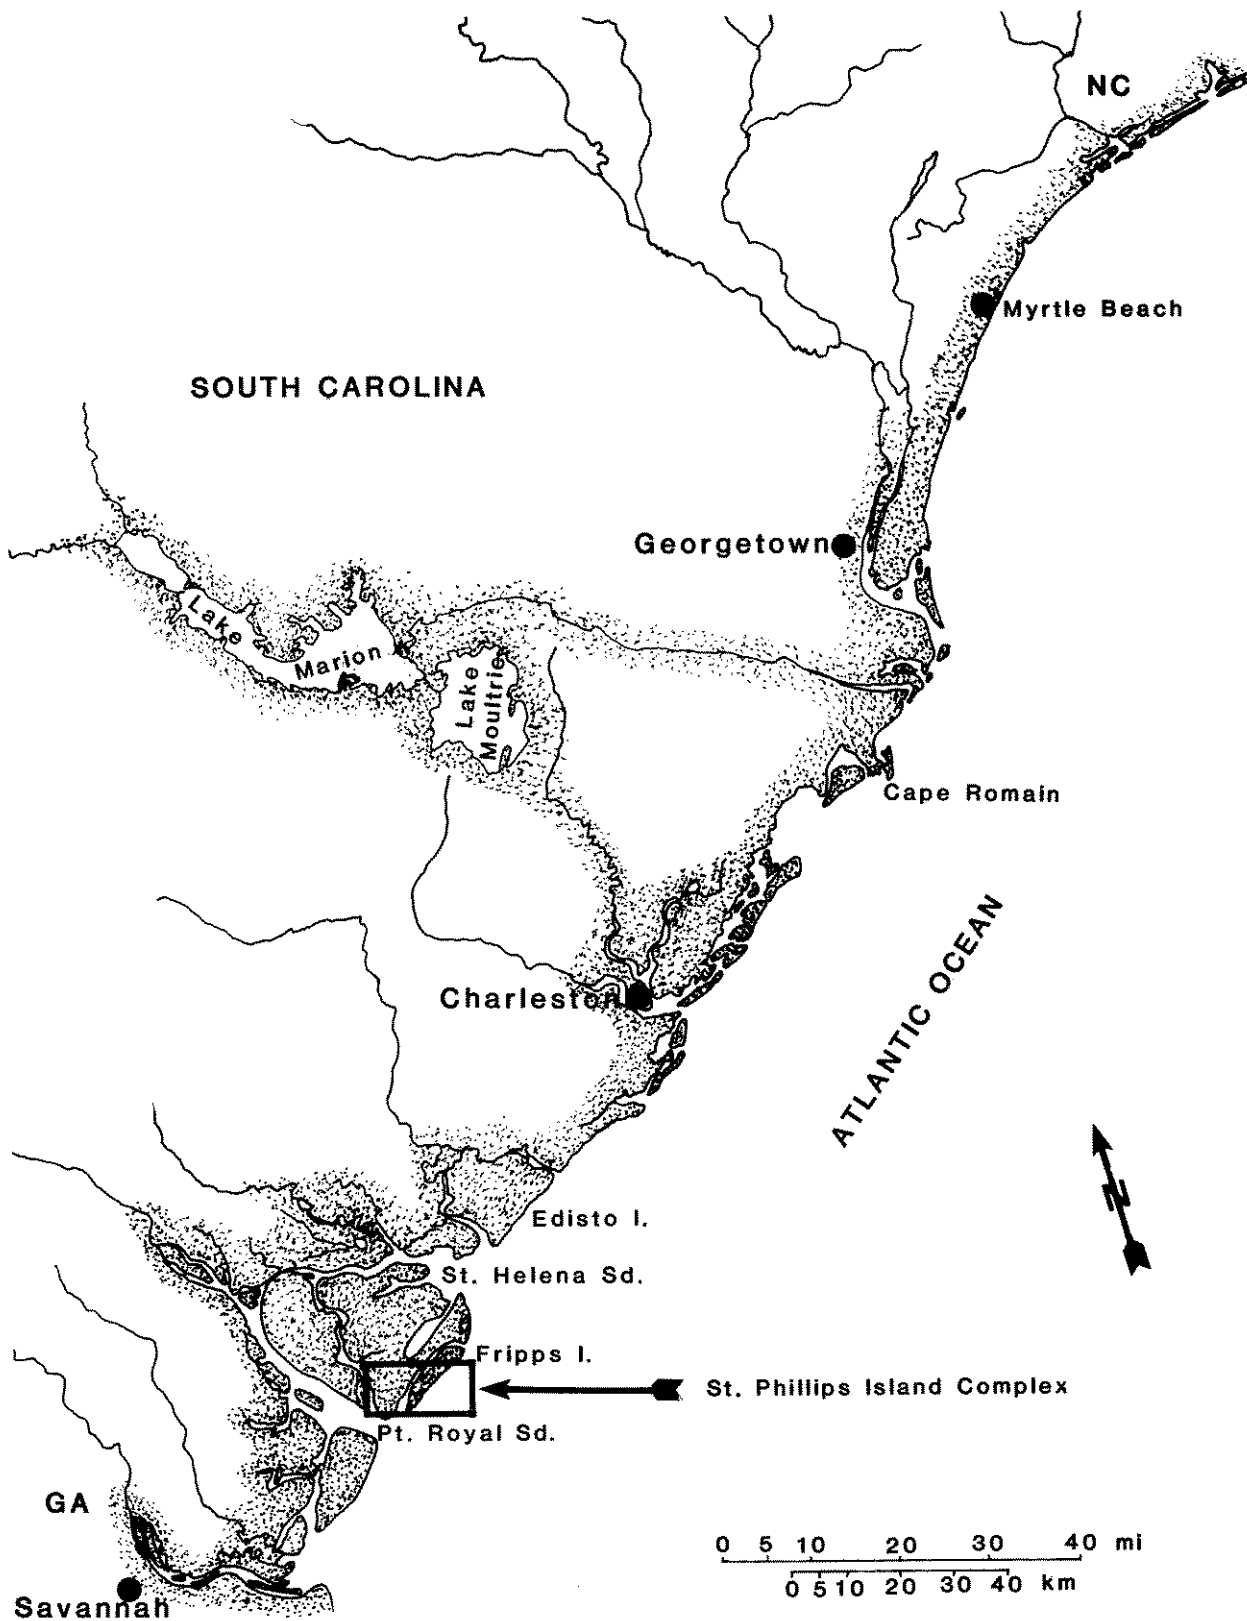 NC
Myrtle Beach
SOUTH CAROLINA
Georgetown
Lake
Marion
Lake
Moultrie
Cape Romain
ATLANTIC OCEAN
Charleston
N
Edisto I.
St. Helena Sd.
Fripps I.
St. Phillips Island Complex
Pt. Royal Sd.
GA
0 5 10 20 30 40 mi
0 5 10 20 30 40 km
Savannah